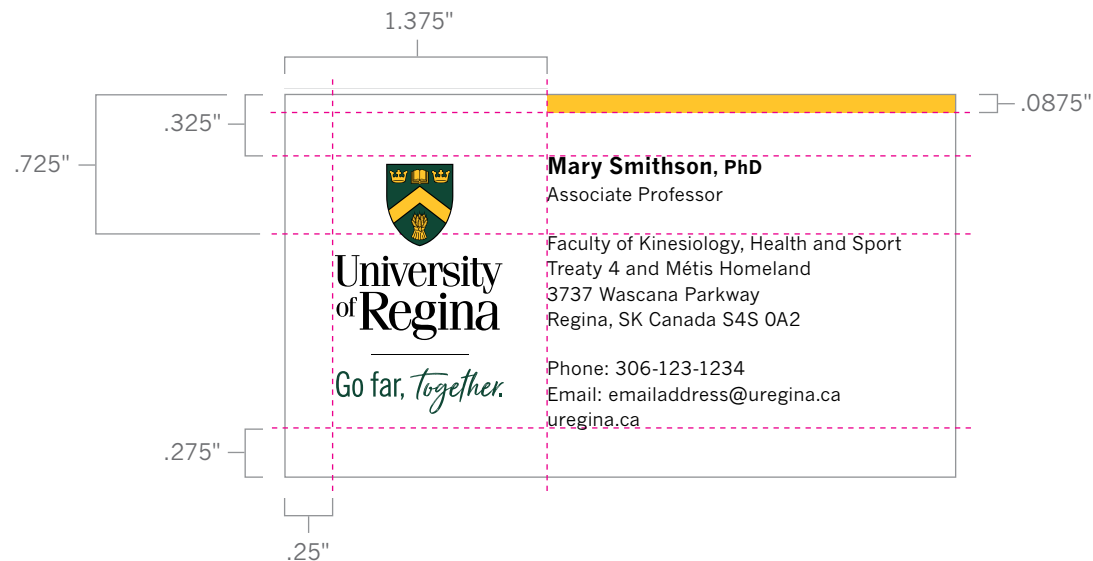 1.375"
.0875"
.325"
.725"
Mary Smithson, PhD
Associate Professor
Faculty of Kinesiology, Health and Sport
Treaty 4 and Métis Homeland
3737 Wascana Parkway
Regina, SK Canada S4S 0A2
Phone: 306-123-1234
Email: emailaddress@uregina.ca
uregina.ca
University
of Regina
Go far, together.
.275"
.25"